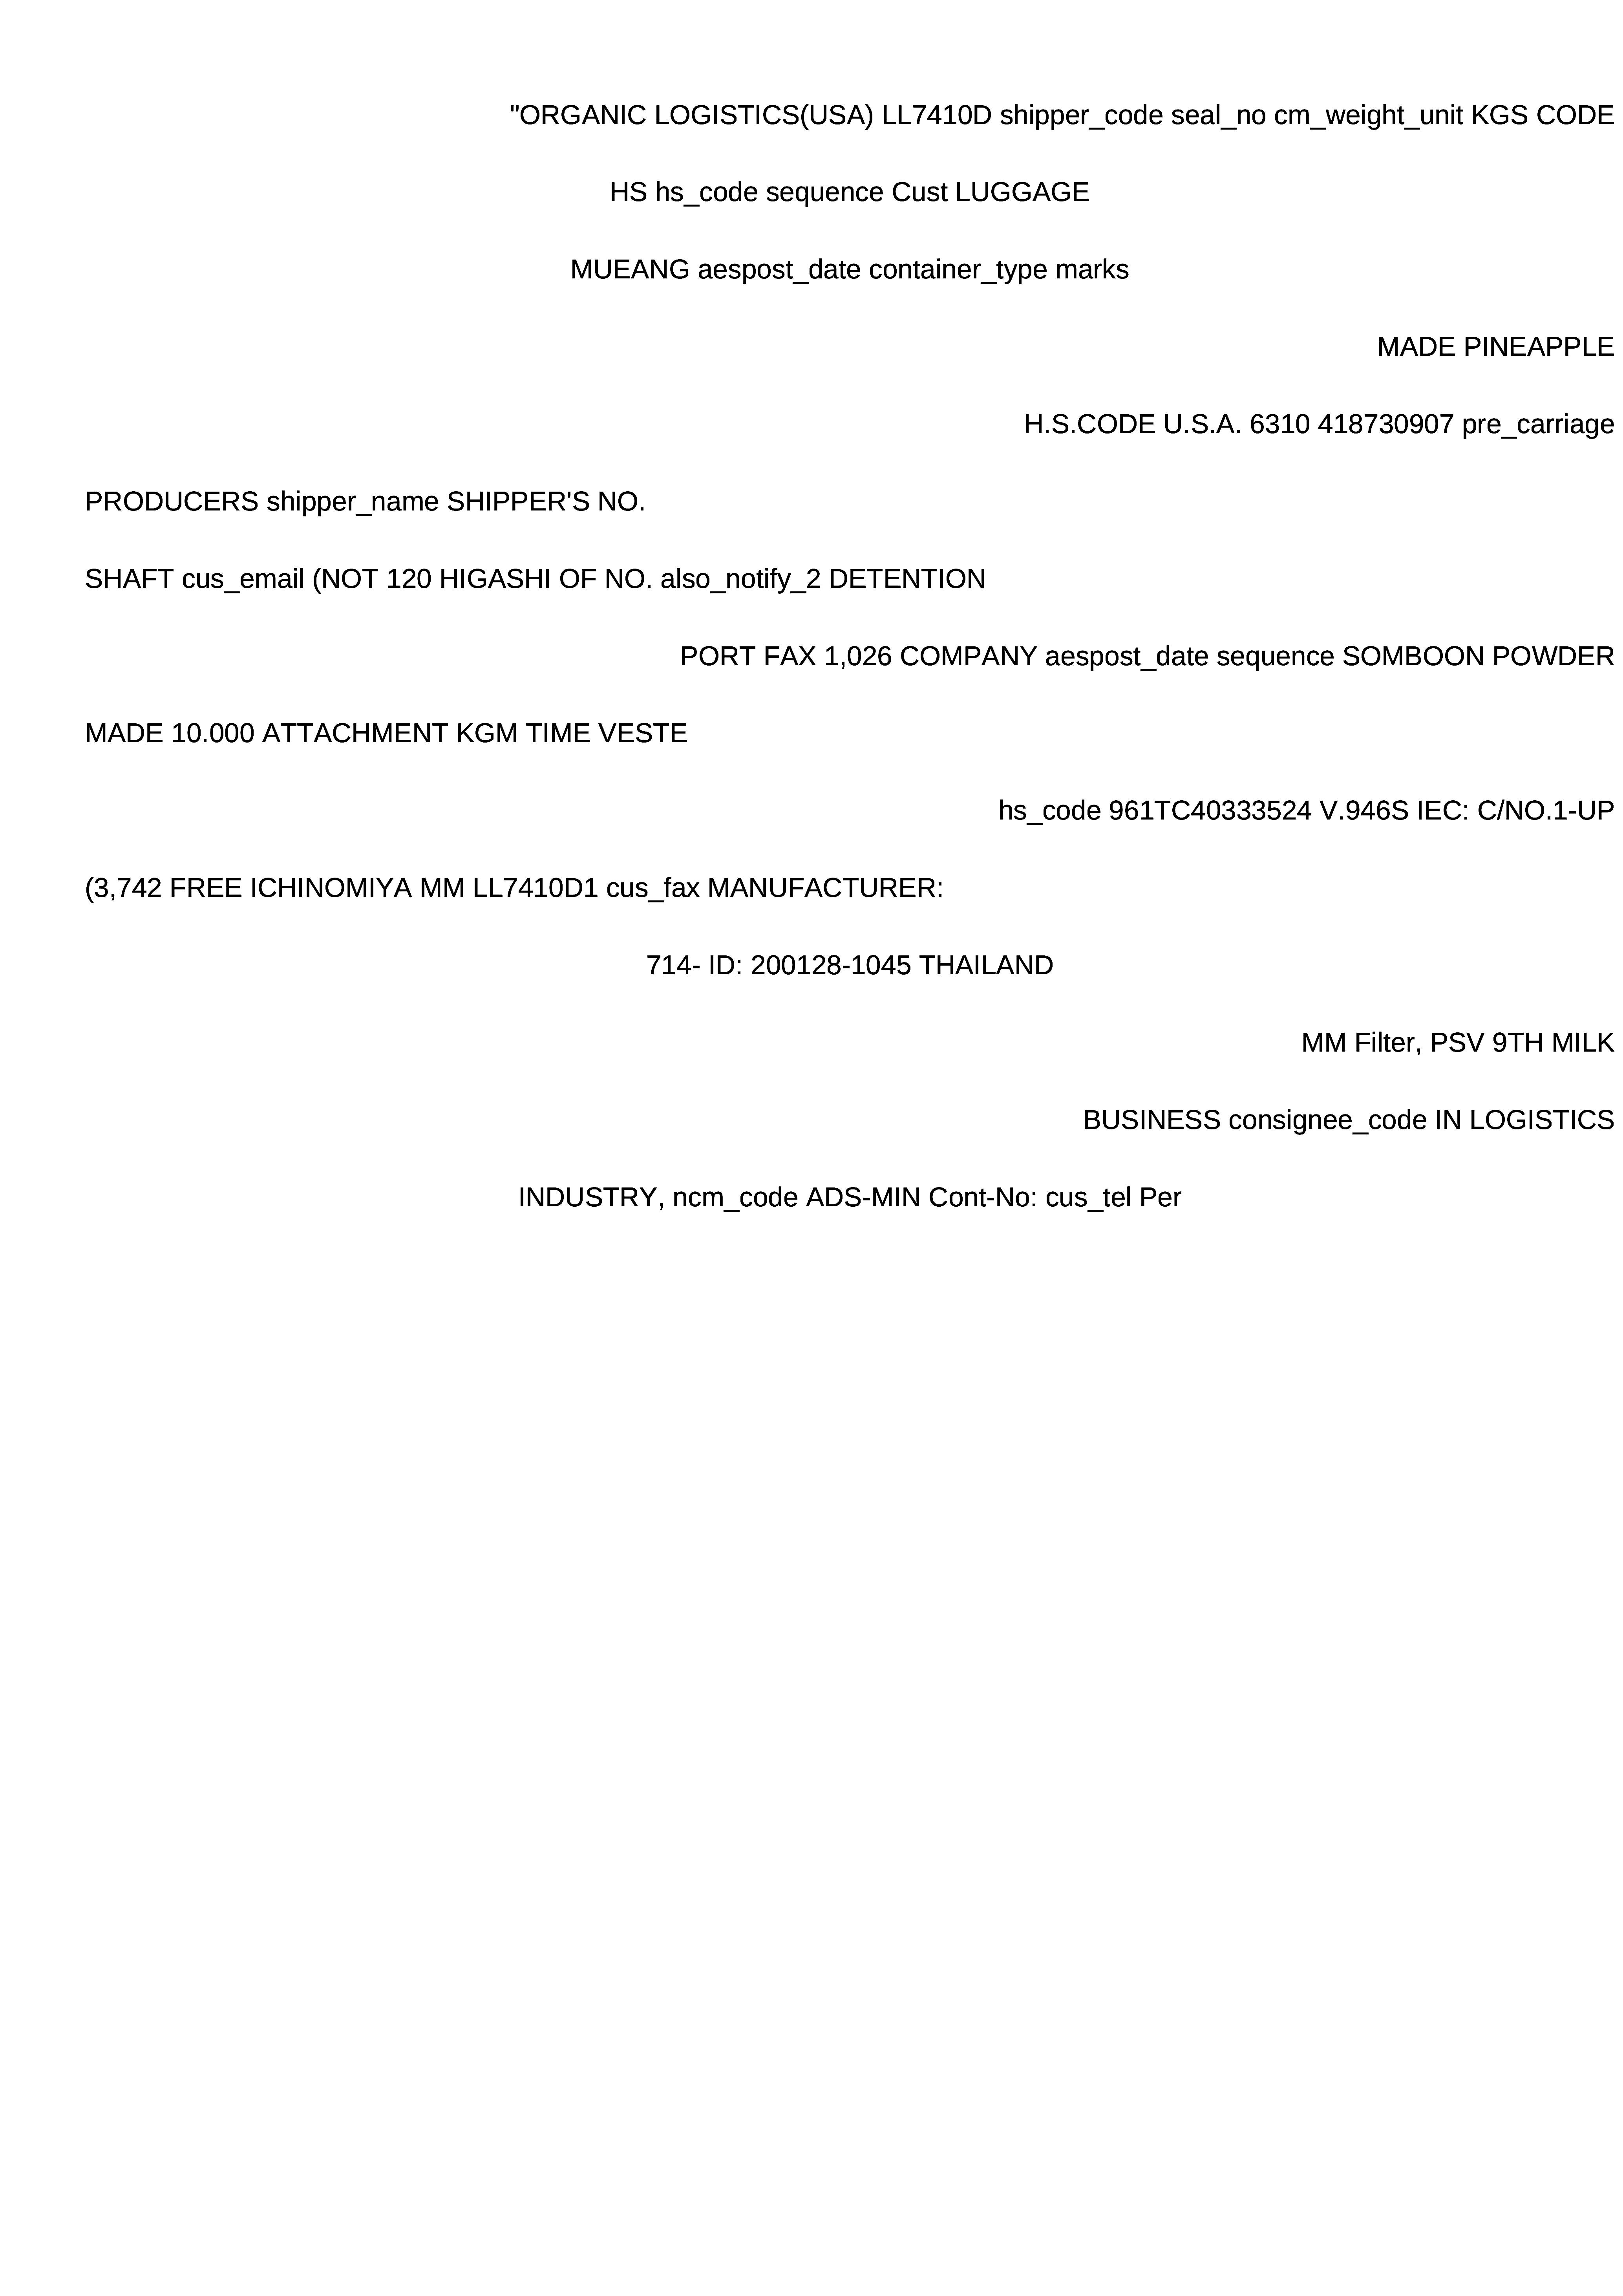 "ORGANIC LOGISTICS(USA) LL7410D shipper_code seal_no cm_weight_unit KGS CODE
HS hs_code sequence Cust LUGGAGE
MUEANG aespost_date container_type marks
MADE PINEAPPLE
H.S.CODE U.S.A. 6310 418730907 pre_carriage
PRODUCERS shipper_name SHIPPER'S NO.
SHAFT cus_email (NOT 120 HIGASHI OF NO. also_notify_2 DETENTION
PORT FAX 1,026 COMPANY aespost_date sequence SOMBOON POWDER
MADE 10.000 ATTACHMENT KGM TIME VESTE
hs_code 961TC40333524 V.946S IEC: C/NO.1-UP
(3,742 FREE ICHINOMIYA MM LL7410D1 cus_fax MANUFACTURER:
714- ID: 200128-1045 THAILAND
MM Filter, PSV 9TH MILK
BUSINESS consignee_code IN LOGISTICS
INDUSTRY, ncm_code ADS-MIN Cont-No: cus_tel Per